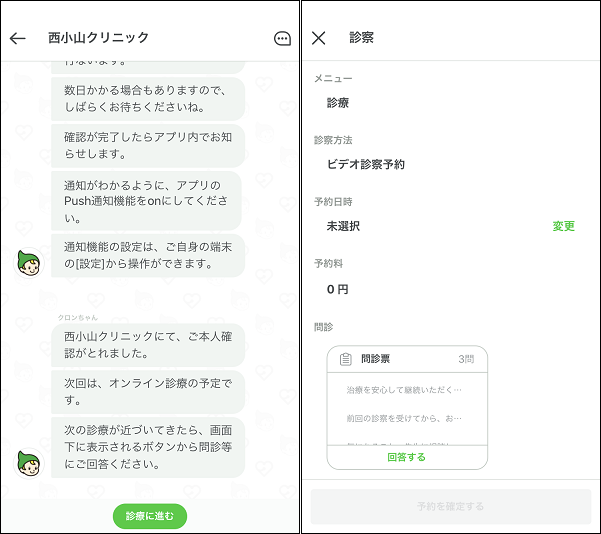 西小山クリニック
行ないます。
数日かかる場合もありますので、
しばらくお待ちくださいね。
確認が完了したらアプリ内でお知
らせします。
通知がわかるように、アプリの
Push通知機能をonにしてくださ
い。
通知機能の設定は、ご自身の端末
の[設定]から操作ができます。
クロンちゃん
西小山クリニックにて、ご本人確
認がとれました。
次回は、オンライン診療の予定で
す。
次の診療が近づいてきたら、画面
下に表示されるボタンから問診等
にご回答ください。
診療に進む
診察
メニュー
診療
診察方法
ビデオ診察予約
予約日時
未選択
変更
予約料
0 円
問診
問診票
3問
治療を安心して継続いただく…
前回の診察を受けてから、お…
回答する
予約を確定する